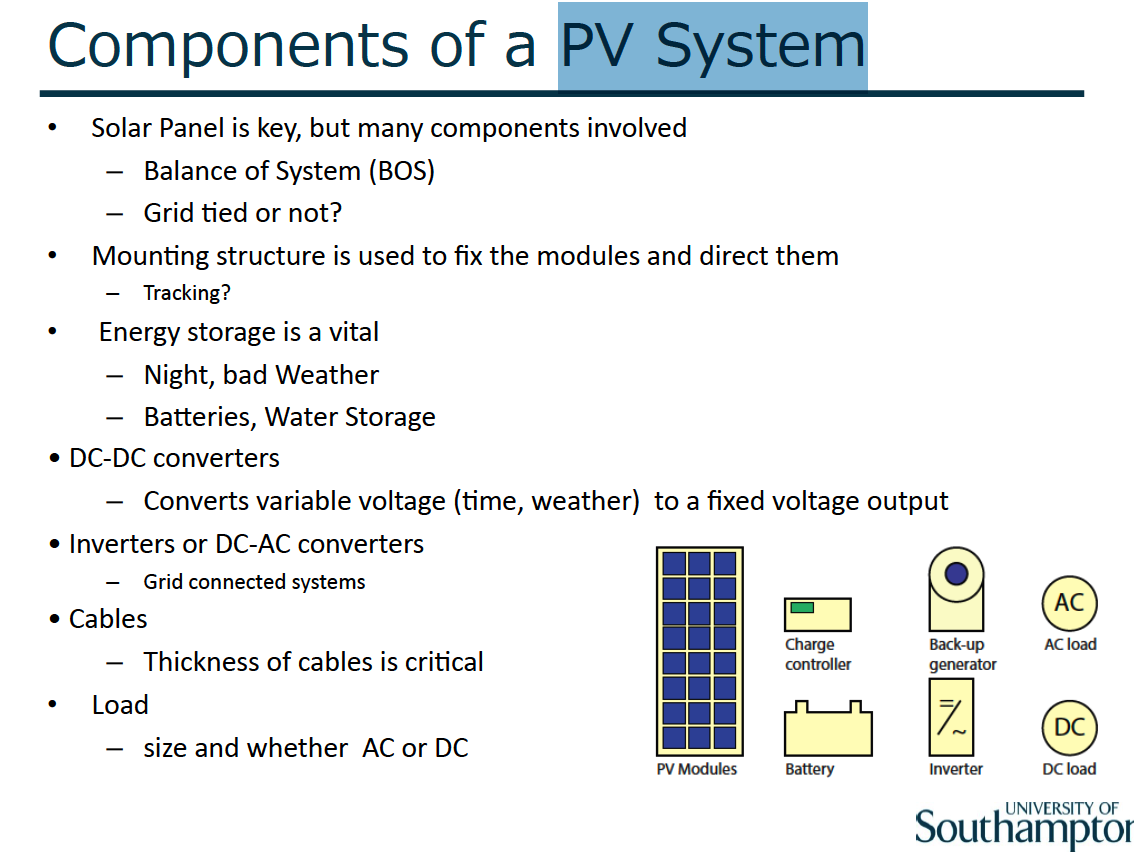 Components of a PV System
• Solar Panel is key, but many components involved
– Balance of System (BOS)
– Grid tied or not?
• Mounting structure is used to fix the modules and direct them
– Tracking?
• Energy storage is a vital
– Night, bad Weather
– Batteries, Water Storage
• DC-DC converters
– Converts variable voltage (time, weather) to a fixed voltage output
• Inverters or DC-AC converters
– Grid connected systems
• Cables
– Thickness of cables is critical
• Load
– size and whether AC or DC
PV Modules
Charge
controller
Battery
Back-up
generator
=
~
Inverter
AC
AC load
DC
DC load
UNIVERSITY OF
Southampton